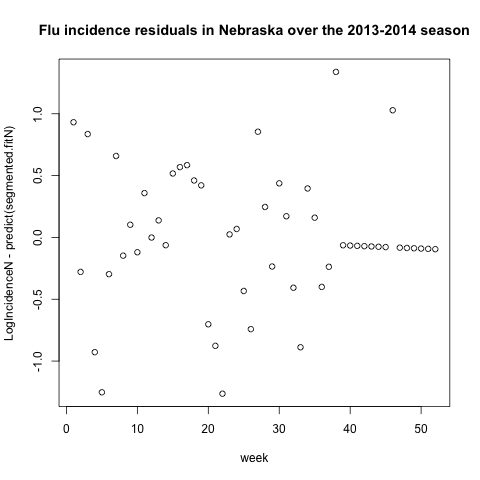 Flu incidence residuals in Nebraska over the 2013-2014 season
LogIncidenceN - predict(segmented.fitN)
1.0
0.5
0.0
-0.5
-1.0
0 10 20 30 40 50
week